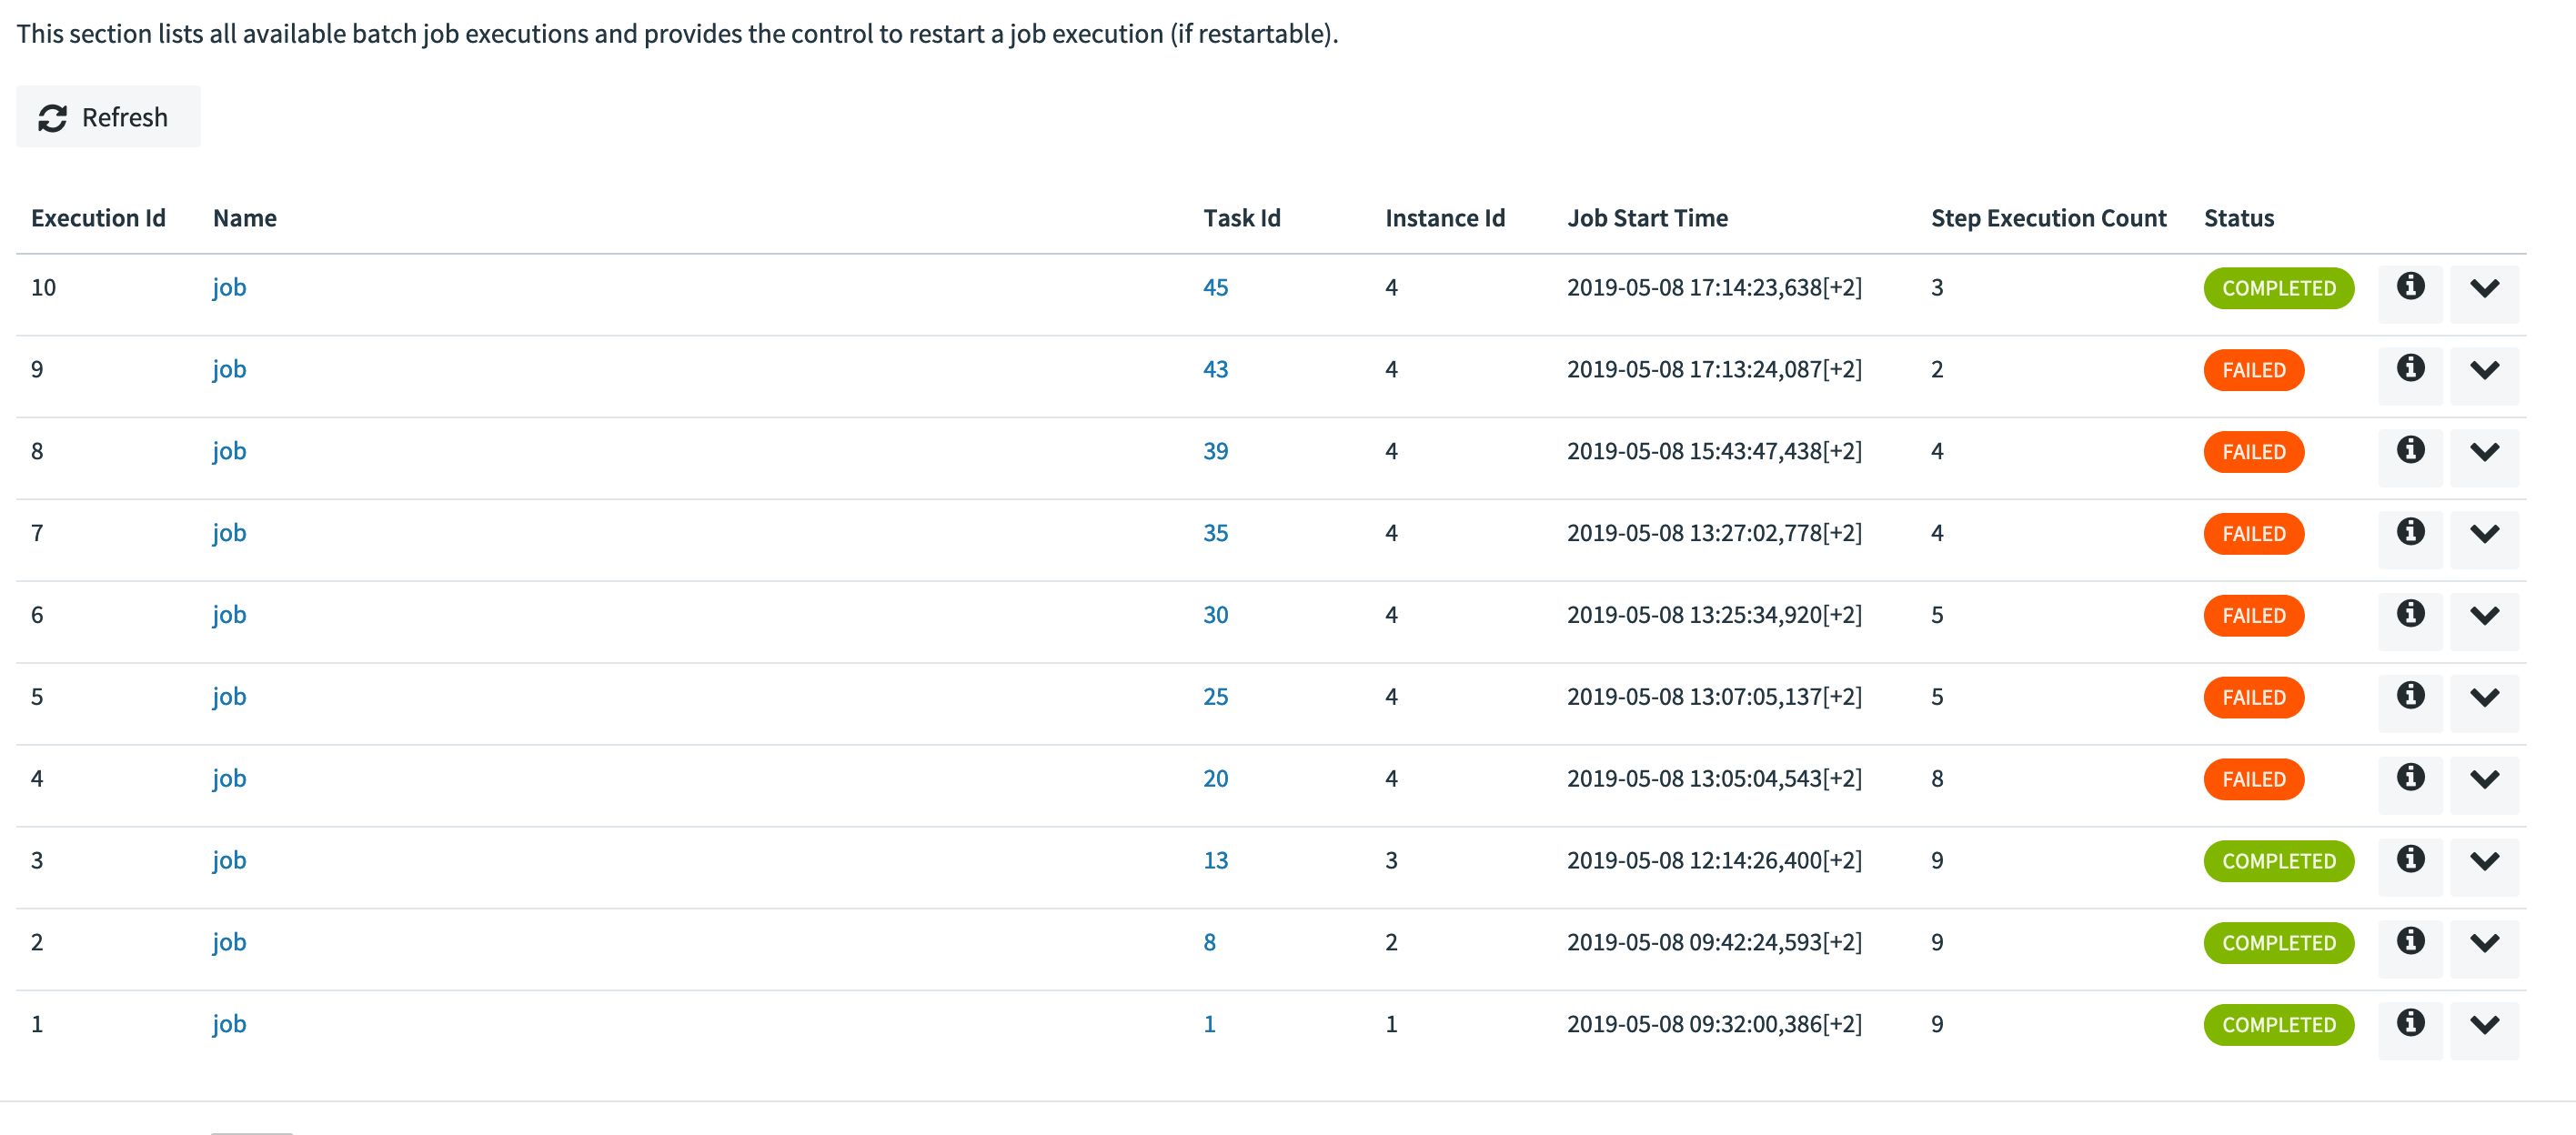 This section lists all available batch job executions and provides the control to restart a job execution (if restartable).
Refresh
Execution Id Name Task Id Instance Id Job Start Time Step Execution Count Status
10 job 45 4 2019-05-08 17:14:23,638[+2] 3 COMPLETED
9 job 43 4 2019-05-08 17:13:24,087[+2] 2 FAILED
8 job 39 4 2019-05-08 15:43:47,438[+2] 4 FAILED
7 job 35 4 2019-05-08 13:27:02,778[+2] 4 FAILED
6 job 30 4 2019-05-08 13:25:34,920[+2] 5 FAILED
5 job 25 4 2019-05-08 13:07:05,137[+2] 5 FAILED
4 job 20 4 2019-05-08 13:05:04,543[+2] 8 FAILED
3 job 13 3 2019-05-08 12:14:26,400[+2] 9 COMPLETED
2 job 8 2 2019-05-08 09:42:24,593[+2] 9 COMPLETED
1 job 1 1 2019-05-08 09:32:00,386[+2] 9 COMPLETED